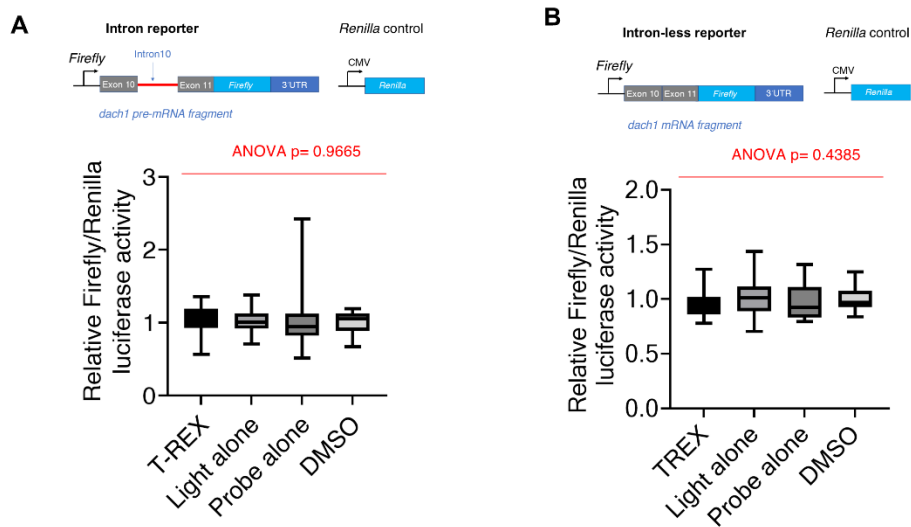 A
Intron reporter
Renilla control
Intron10
Firefly
CMV
Exon 10
Exon 11
Firefly
3'UTR
Renilla
dach1 pre-mRNA fragment
ANOVA p= 0.9665
Relative Firefly/Renilla
luciferase activity
3
2
1
0
T-REX
Light alone
Probe alone
DMSO
B
Intron-less reporter
Renilla control
Firefly
CMV
Exon 10
Exon 11
Firefly
3'UTR
Renilla
dach1 mRNA fragment
ANOVA p= 0.4385
Relative Firefly/Renilla
luciferase activity
2.0
1.5
1.0
0.5
0.0
TREX
Light alone
Probe alone
DMSO